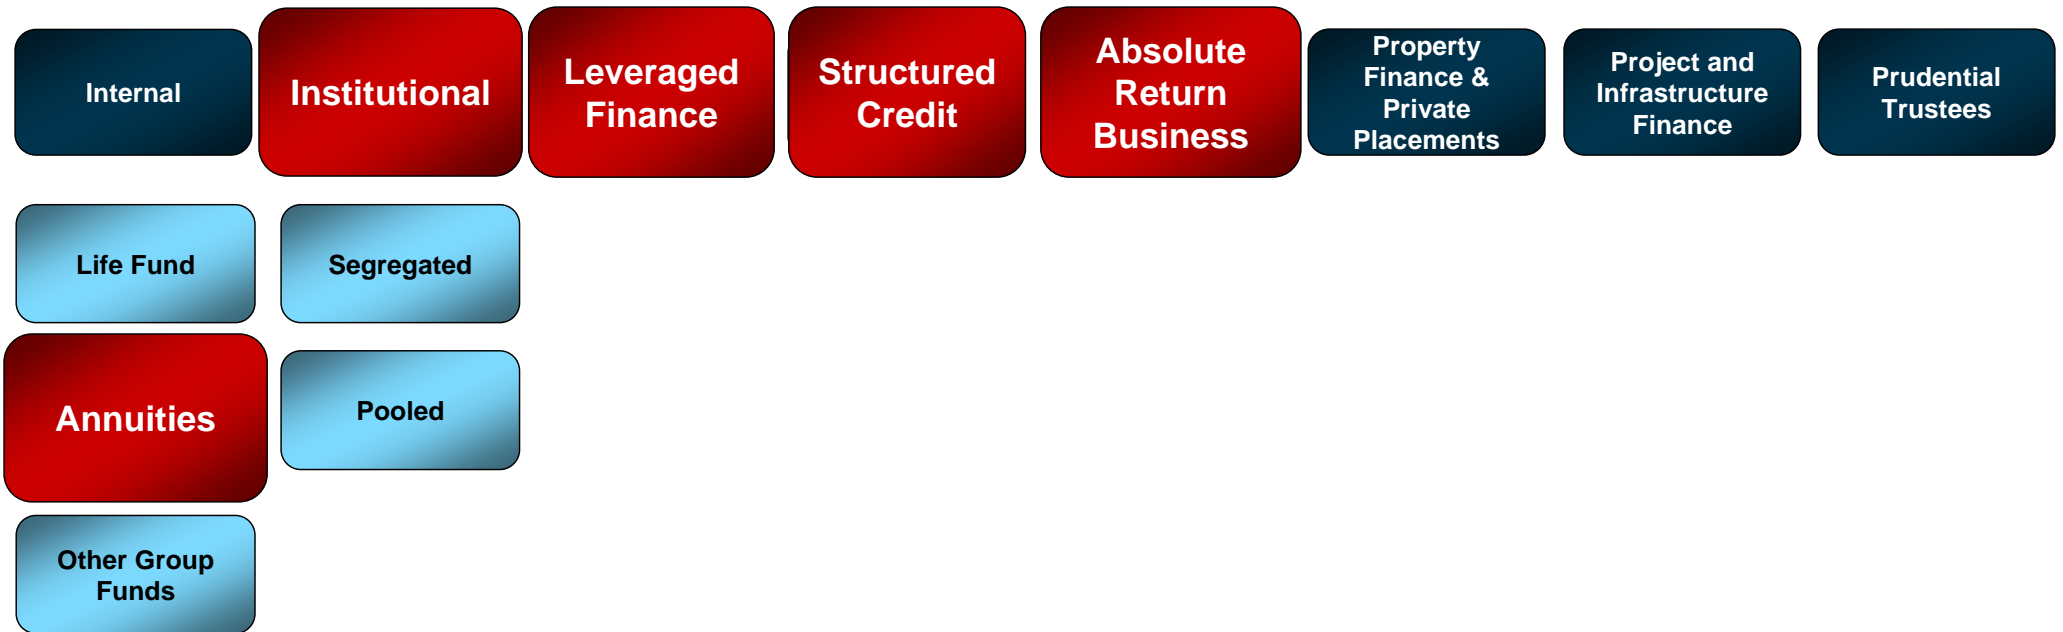 Internal
Institutional
Leveraged
Finance
Structured
Credit
Absolute
Return
Business
Property
Finance &
Private
Placements
Project and
Infrastructure
Finance
Prudential
Trustees
Life Fund
Segregated
Annuities
Pooled
Other Group
Funds